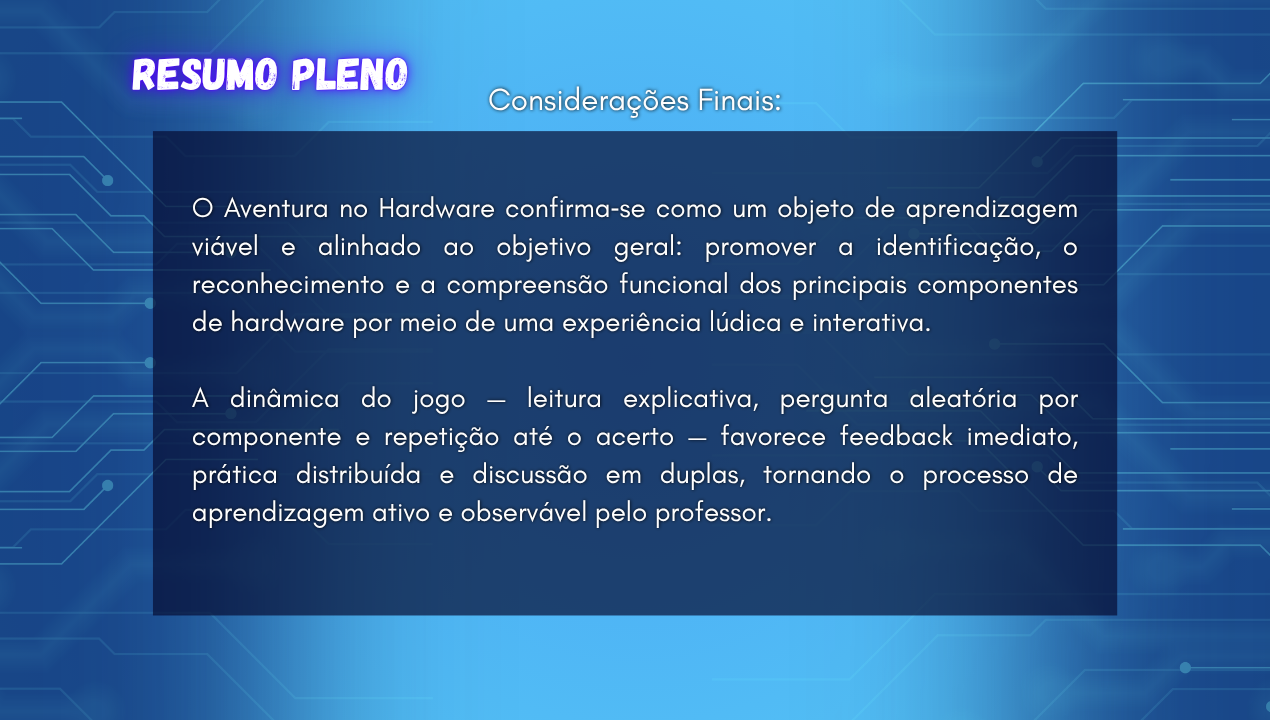 RESUMO PLENO
Considerações Finais:
O Aventura no Hardware confirma-se como um objeto de aprendizagem
viável e alinhado ao objetivo geral: promover a identificação, o
reconhecimento e a compreensão funcional dos principais componentes
de hardware por meio de uma experiência lúdica e interativa.
A dinâmica do jogo — leitura explicativa, pergunta aleatória por
componente e repetição até o acerto — favorece feedback imediato,
prática distribuída e discussão em duplas, tornando o processo de
aprendizagem ativo e observável pelo professor.